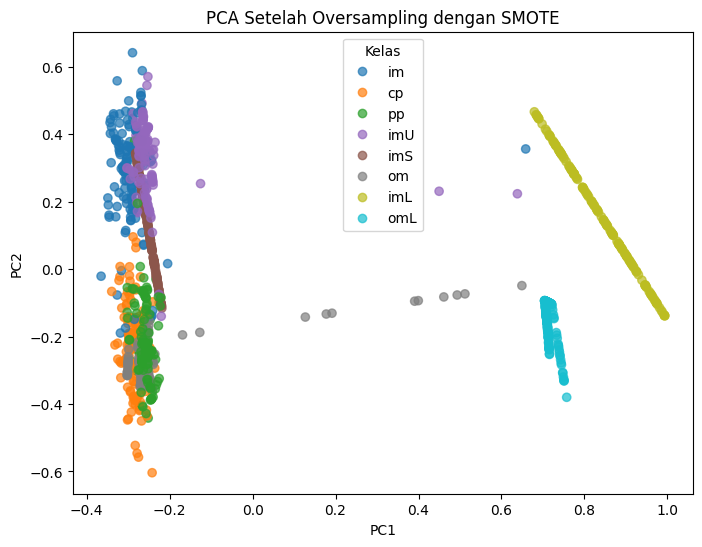 PCA Setelah Oversampling dengan SMOTE
Kelas
im
cp
pp
imU
imS
om
imL
omL
PC2
0.6
0.4
0.2
0.0
−0.2
−0.4
−0.6
−0.4
−0.2
0.0
0.2
0.4
0.6
0.8
1.0
PC1